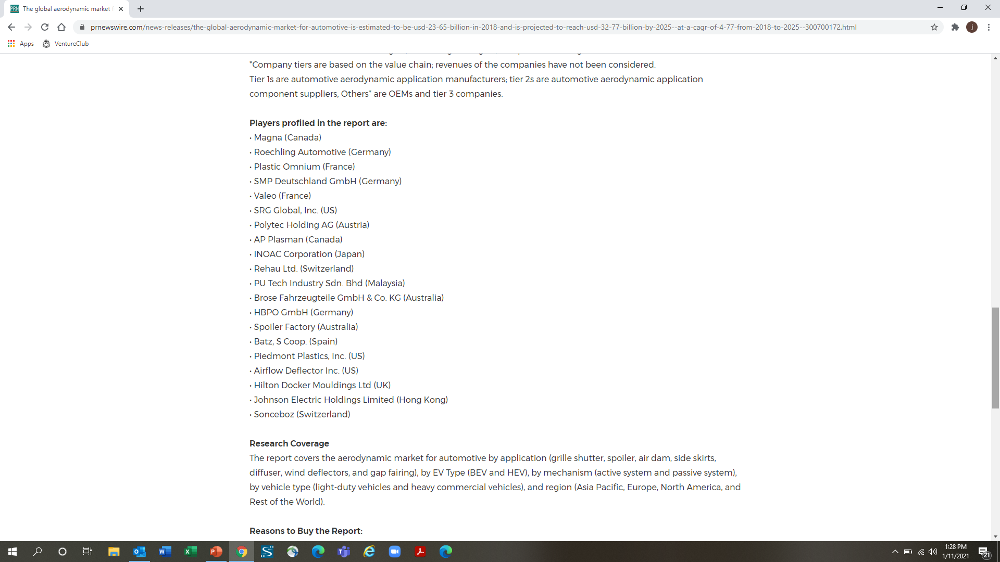 PRN
The global aerodynamic market f
prnewswire.com/news-releases/the-global-aerodynamic-market-for-automotive-is-estimated-to-be-usd-23-65-billion-in-2018-and-is-projected-to-reach-usd-32-77-billion-by-2025--at-a-cagr-of-4-77-from-2018-to-2025--300700172.html
j
Apps
VentureClub
*Company tiers are based on the value chain; revenues of the companies have not been considered.
Tier 1s are automotive aerodynamic application manufacturers; tier 2s are automotive aerodynamic application
component suppliers, Others* are OEMs and tier 3 companies.
Players profiled in the report are:
• Magna (Canada)
• Roechling Automotive (Germany)
• Plastic Omnium (France)
• SMP Deutschland GmbH (Germany)
• Valeo (France)
• SRG Global, Inc. (US)
• Polytec Holding AG (Austria)
• AP Plasman (Canada)
• INOAC Corporation (Japan)
• Rehau Ltd. (Switzerland)
• PU Tech Industry Sdn. Bhd (Malaysia)
• Brose Fahrzeugteile GmbH & Co. KG (Australia)
• HBPO GmbH (Germany)
• Spoiler Factory (Australia)
• Batz, S Coop. (Spain)
• Piedmont Plastics, Inc. (US)
• Airflow Deflector Inc. (US)
• Hilton Docker Mouldings Ltd (UK)
• Johnson Electric Holdings Limited (Hong Kong)
• Sonceboz (Switzerland)
Research Coverage
The report covers the aerodynamic market for automotive by application (grille shutter, spoiler, air dam, side skirts,
diffuser, wind deflectors, and gap fairing), by EV Type (BEV and HEV), by mechanism (active system and passive system),
by vehicle type (light-duty vehicles and heavy commercial vehicles), and region (Asia Pacific, Europe, North America, and
Rest of the World).
Reasons to Buy the Report:
1:28 PM
1/11/2021
21